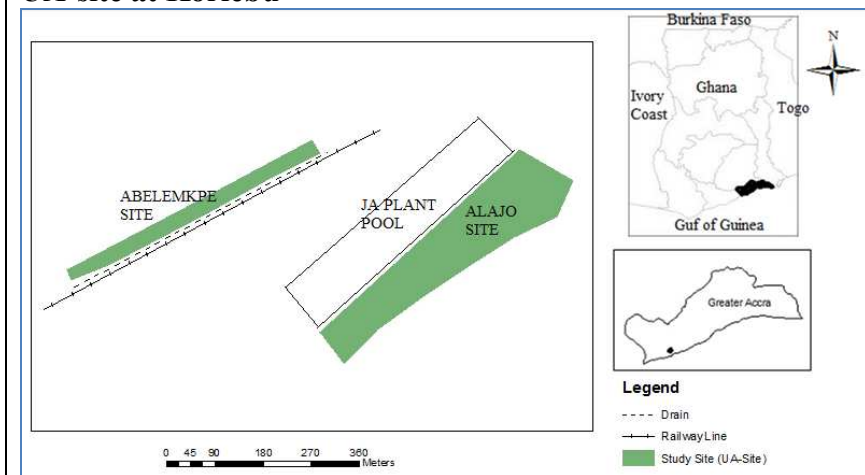 ABELEMKPE
SITE
JA PLANT
POOL
ALAJO
SITE
0 45 90 180 270 360
Meters
Burkina Faso
N
Ghana
Ivory
Coast
Togo
Guf of Guinea
Greater Accra
Legend
Drain
Railway Line
Study Site (UA-Site)